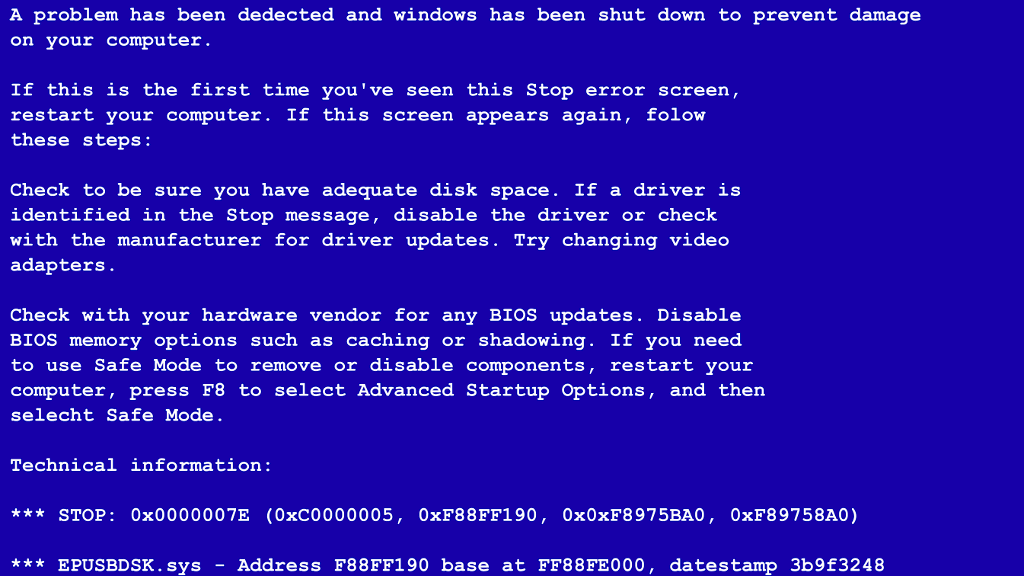 A problem has been dedected and windows has been shut down to prevent damage
on your computer.
If this is the first time you've seen this Stop error screen,
restart your computer. If this screen appears again, folow
these steps:
Check to be sure you have adequate disk space. If a driver is
identified in the Stop message, disable the driver or check
with the manufacturer for driver updates. Try changing video
adapters.
Check with your hardware vendor for any BIOS updates. Disable
BIOS memory options such as caching or shadowing. If you need
to use Safe Mode to remove or disable components, restart your
computer, press F8 to select Advanced Startup Options, and then
selecht Safe Mode.
Technical information:
*** STOP: 0x0000007E (0xC0000005, 0xF88FF190, 0x0xF8975BA0, 0xF89758A0)
*** EPUSBDSK.sys - Address F88FF190 base at FF88FE000, datestamp 3b9f3248